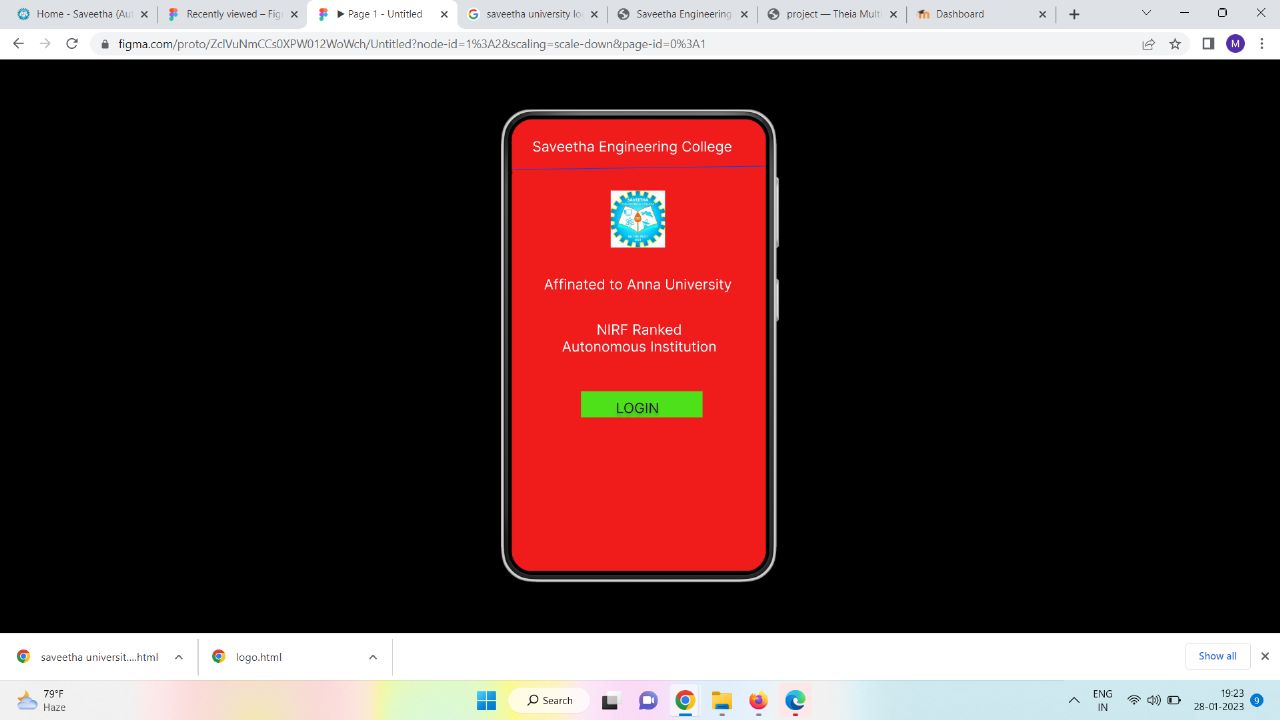 Home – Saveetha (Aut
Recently viewed – Fig
▶ Page 1 - Untitled
saveetha university lo
Saveetha Engineering
project — Theia Mult
Dashboard
figma.com/proto/ZclVuNmCCs0XPW012WoWch/Untitled?node-id=1%3A2&scaling=scale-down&page-id=0%3A1
M
Saveetha Engineering College
SAVEETHA
Affinated to Anna University
NIRF Ranked
Autonomous Institution
LOGIN
saveetha universit....html
logo.html
Show all
79°F
Haze
Search
ENG
IN
19:23
28-01-2023
9